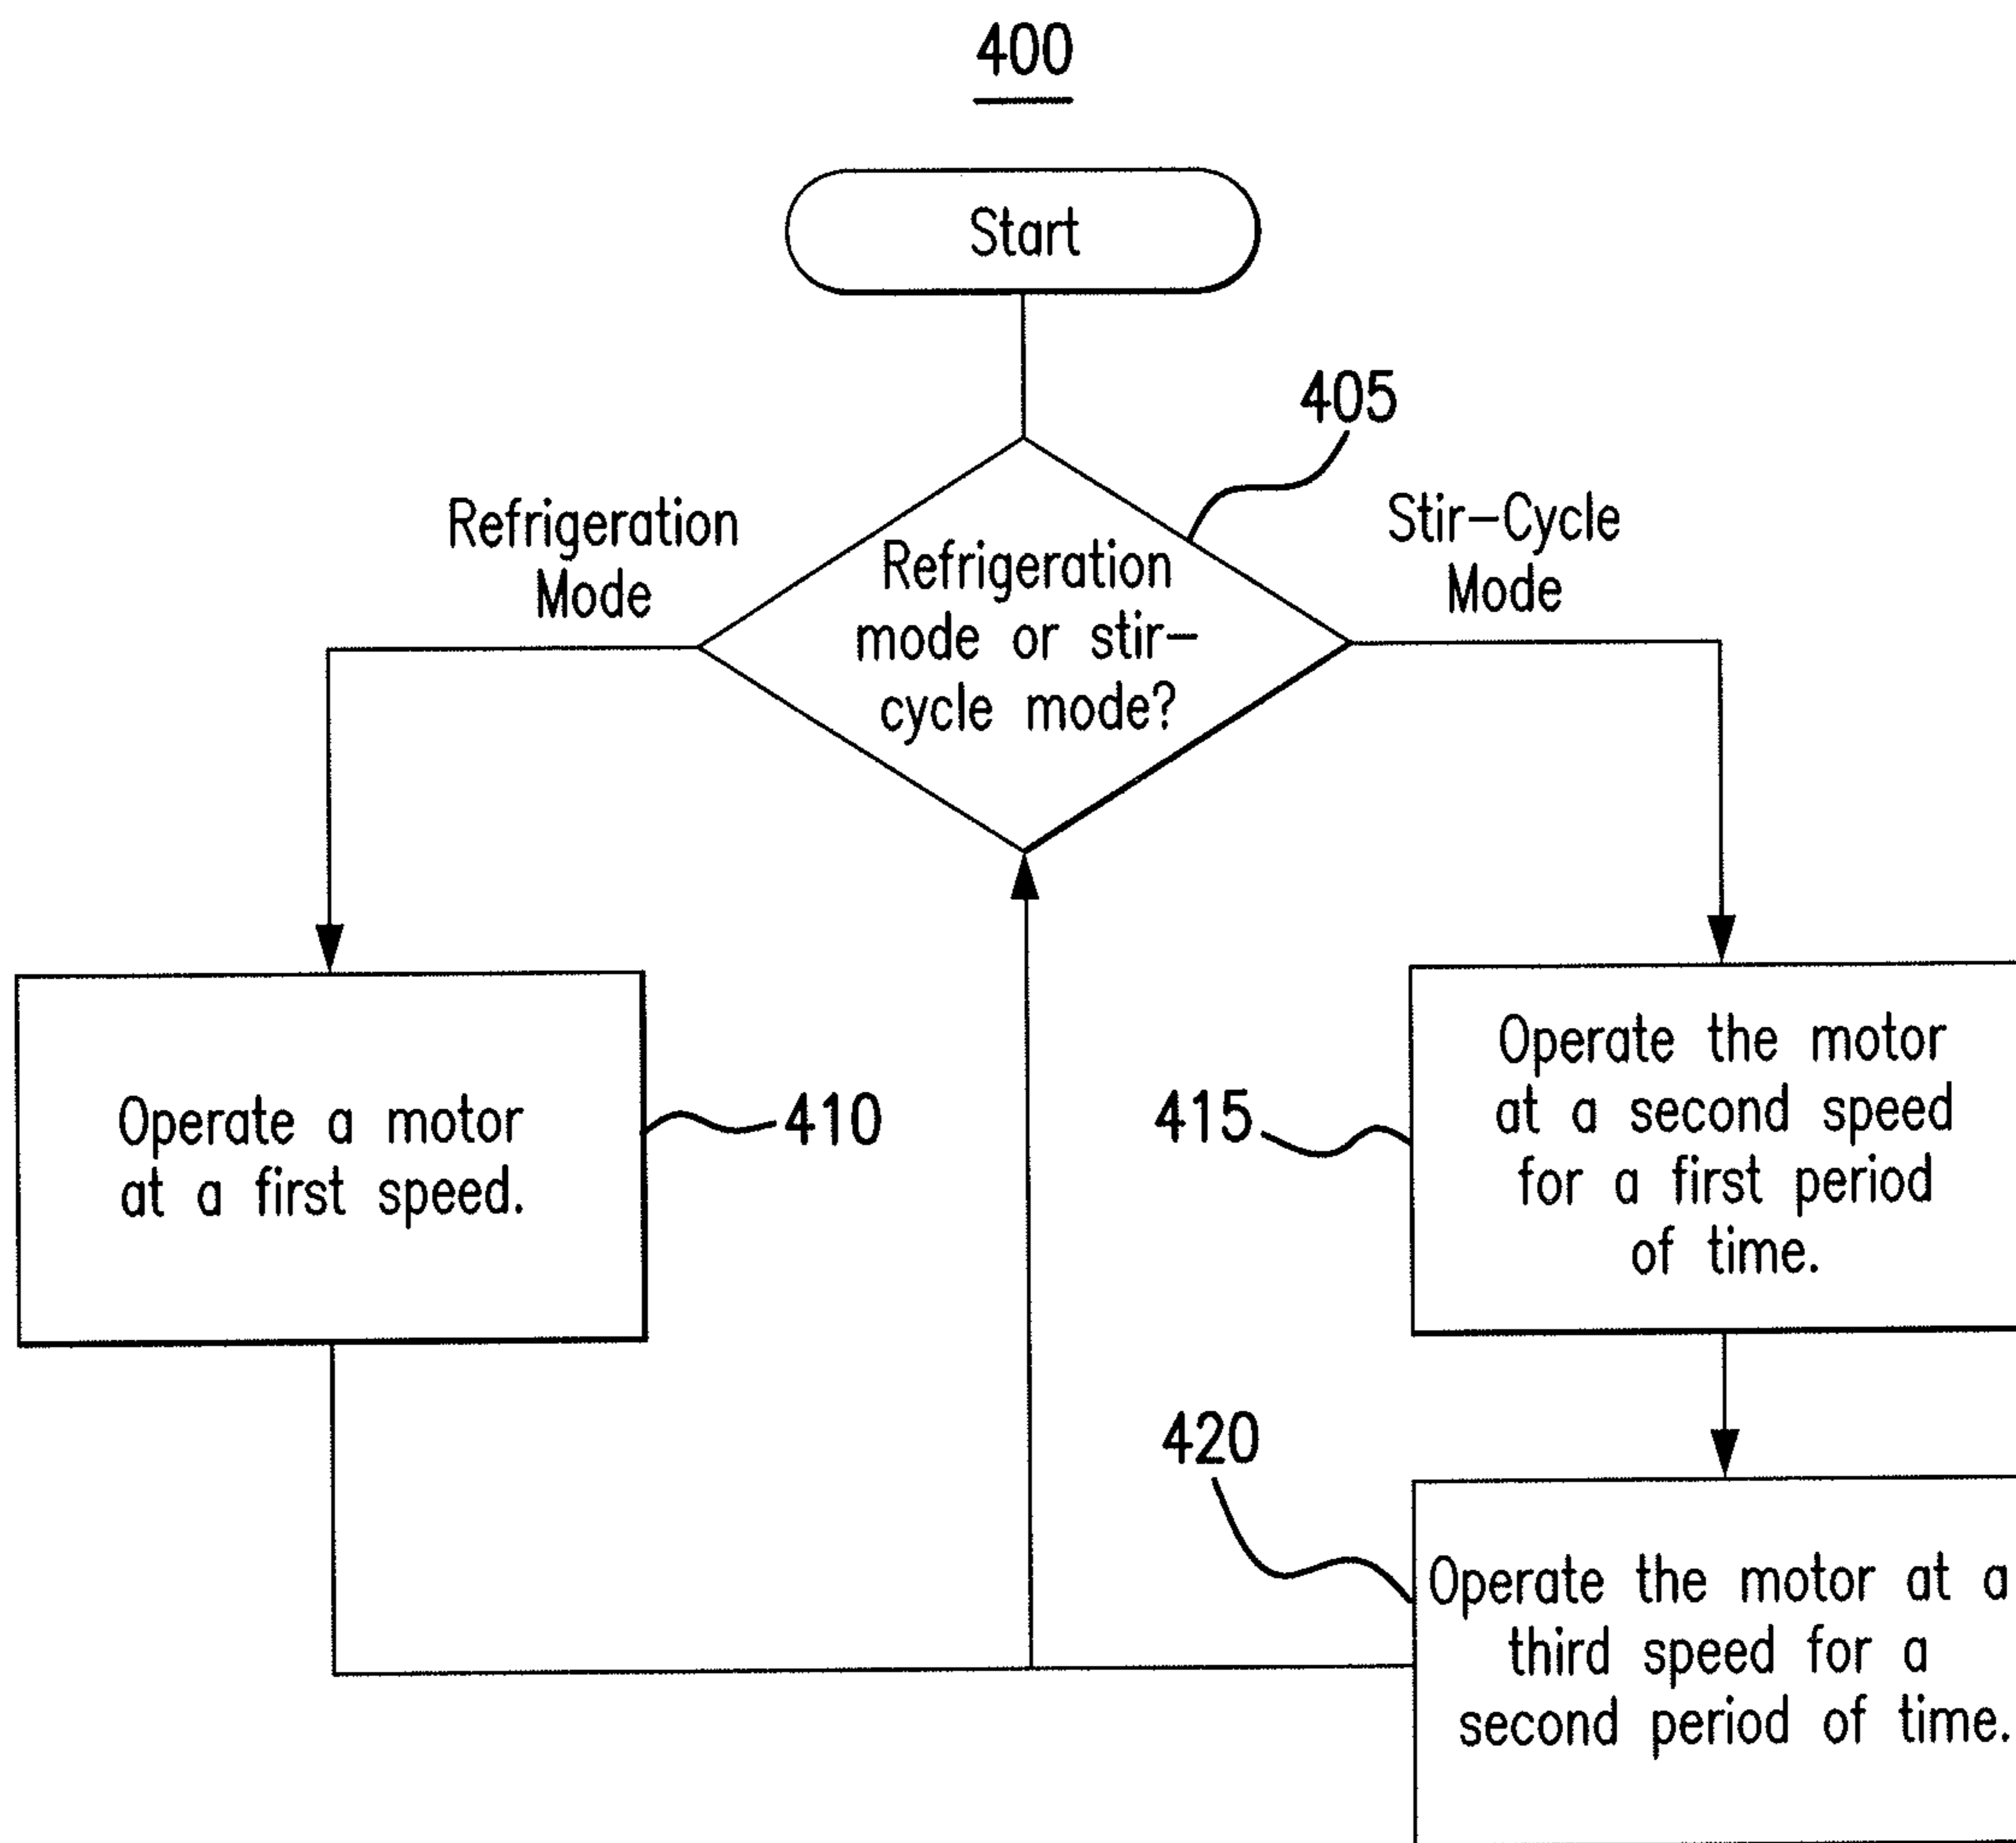 400
Start
405
Refrigeration
Mode
Refrigeration
mode or stir-
cycle mode?
Stir-Cycle
Mode
Operate a motor
at a first speed.
410
415
Operate the motor
at a second speed
for a first period
of time.
420
Operate the motor at a
third speed for a
second period of time.